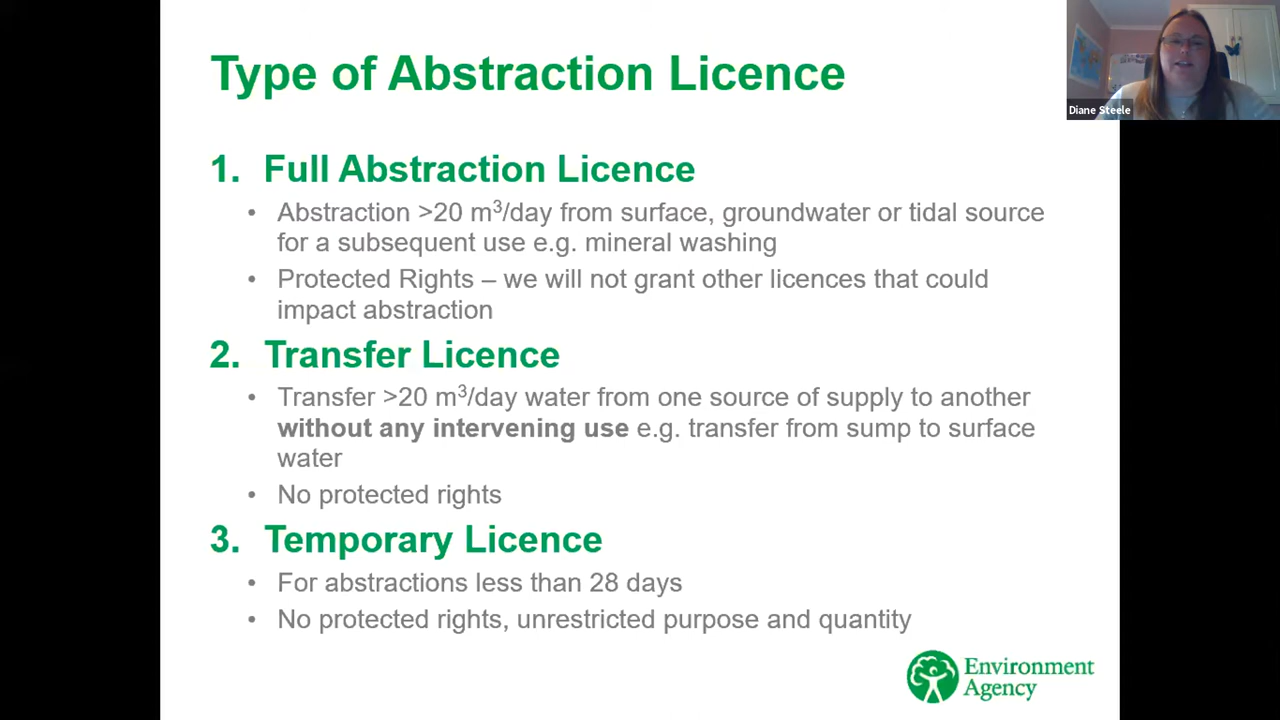 Type of Abstraction Licence
Diane Steele
1. Full Abstraction Licence
• Abstraction >20 m³/day from surface, groundwater or tidal source
for a subsequent use e.g. mineral washing
• Protected Rights – we will not grant other licences that could
impact abstraction
2. Transfer Licence
• Transfer >20 m³/day water from one source of supply to another
without any intervening use e.g. transfer from sump to surface
water
• No protected rights
3. Temporary Licence
• For abstractions less than 28 days
• No protected rights, unrestricted purpose and quantity
Environment
Agency